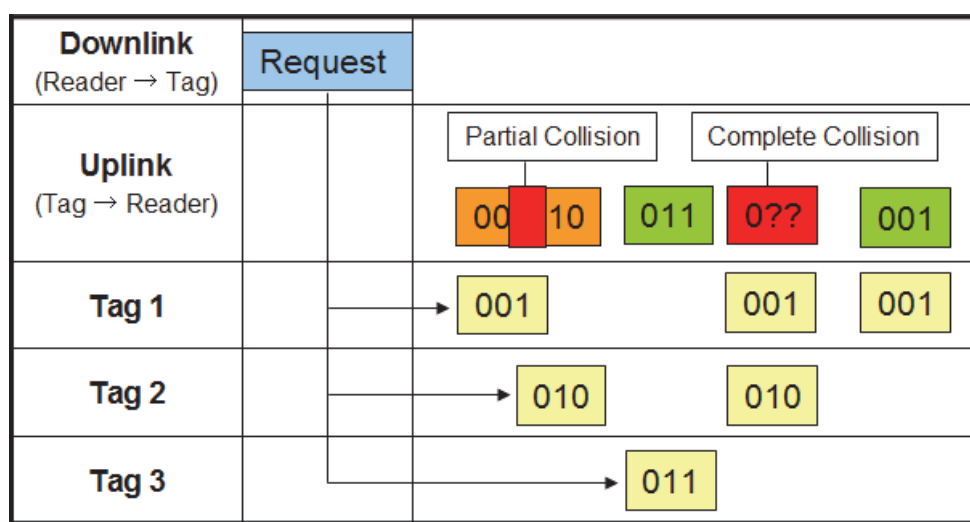 Downlink
(Reader → Tag)
Request
Uplink
(Tag → Reader)
Partial Collision
Complete Collision
00 10
011
0??
001
Tag 1
001
001
001
Tag 2
010
010
Tag 3
011